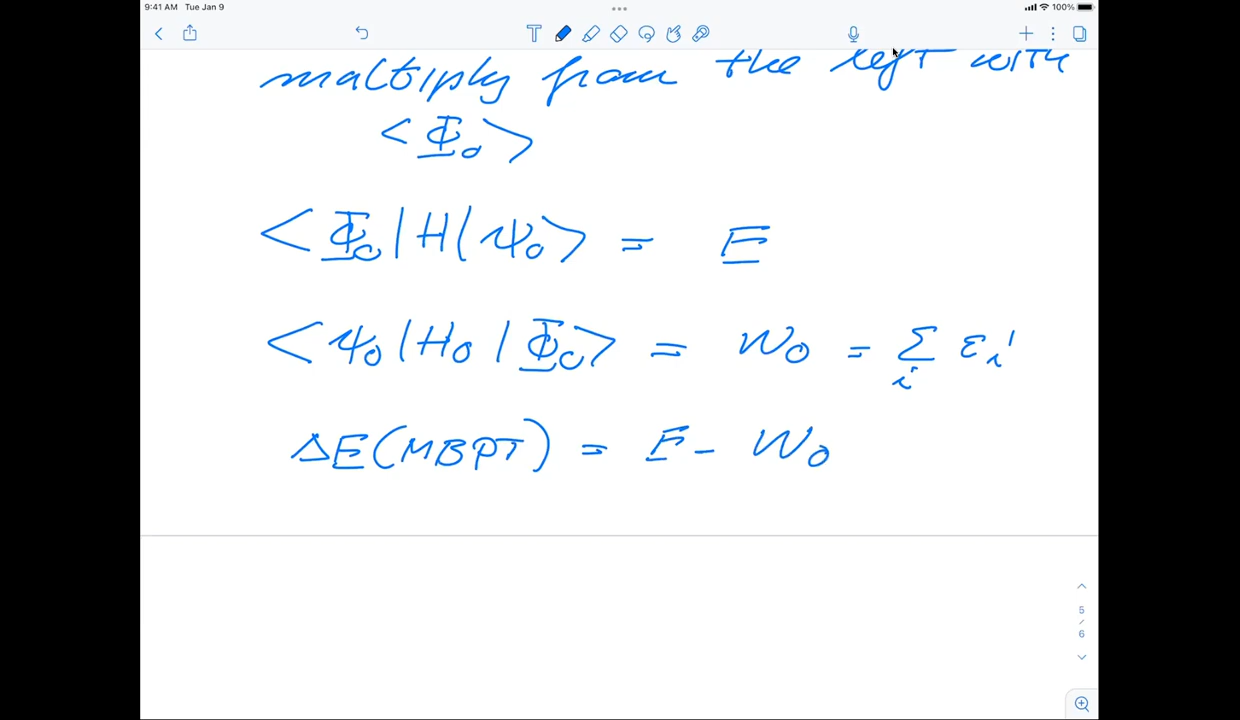 9:41 AM Tue Jan 9
100%
T
multiply from the left with
<Φ₀>
<Φ₀|H|ψ₀> = E
<ψ₀|H₀|Φ₀> = W₀ = Σᵢ εᵢ'
ΔE(MBPT) = E - W₀
5
/
6